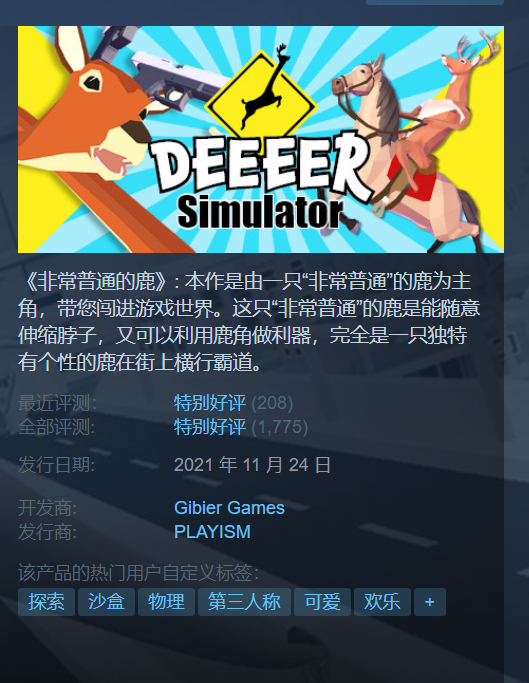 DEEEER
Simulator
《非常普通的鹿》: 本作是由一只“非常普通”的鹿为主
角，带您闯进游戏世界。这只“非常普通”的鹿是能随意
伸缩脖子，又可以利用鹿角做利器，完全是一只独特
有个性的鹿在街上横行霸道。
最近评测: 特别好评 (208)
全部评测: 特别好评 (1,775)
发行日期: 2021 年 11 月 24 日
开发商: Gibier Games
发行商: PLAYISM
该产品的热门用户自定义标签:
探索 沙盒 物理 第三人称 可爱 欢乐 +